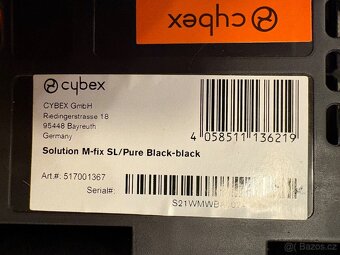 cybex
cybex
CYBEX GmbH
Riedingerstrasse 18
95448 Bayreuth
Germany
4 058511 136219
Solution M-fix SL/Pure Black-black
Art.#: 517001367
Serial#:
Bazos.cz